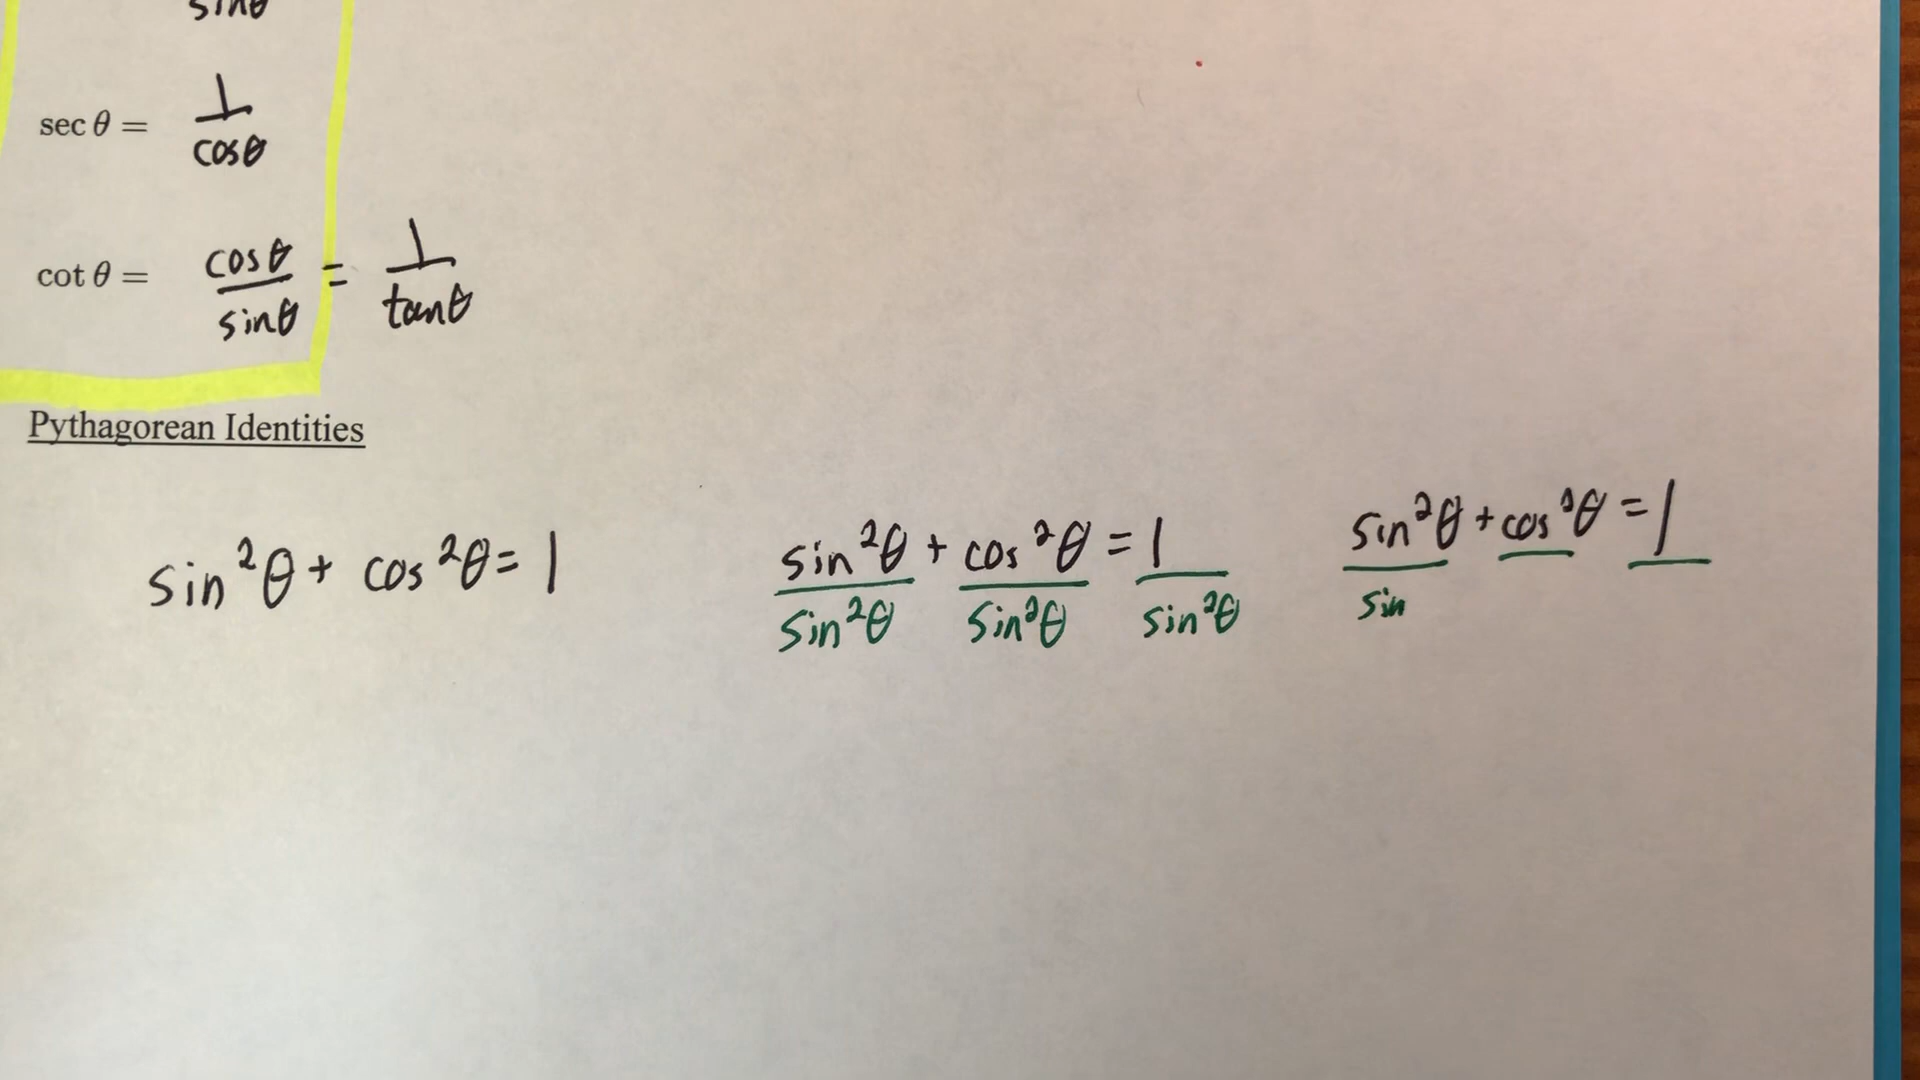 sinθ
sec θ = 1/cosθ
cot θ = cosθ/sinθ = 1/tanθ
Pythagorean Identities
sin²θ + cos²θ = 1
sin²θ/sin²θ + cos²θ/sin²θ = 1/sin²θ
sin²θ + cos²θ = 1
sin